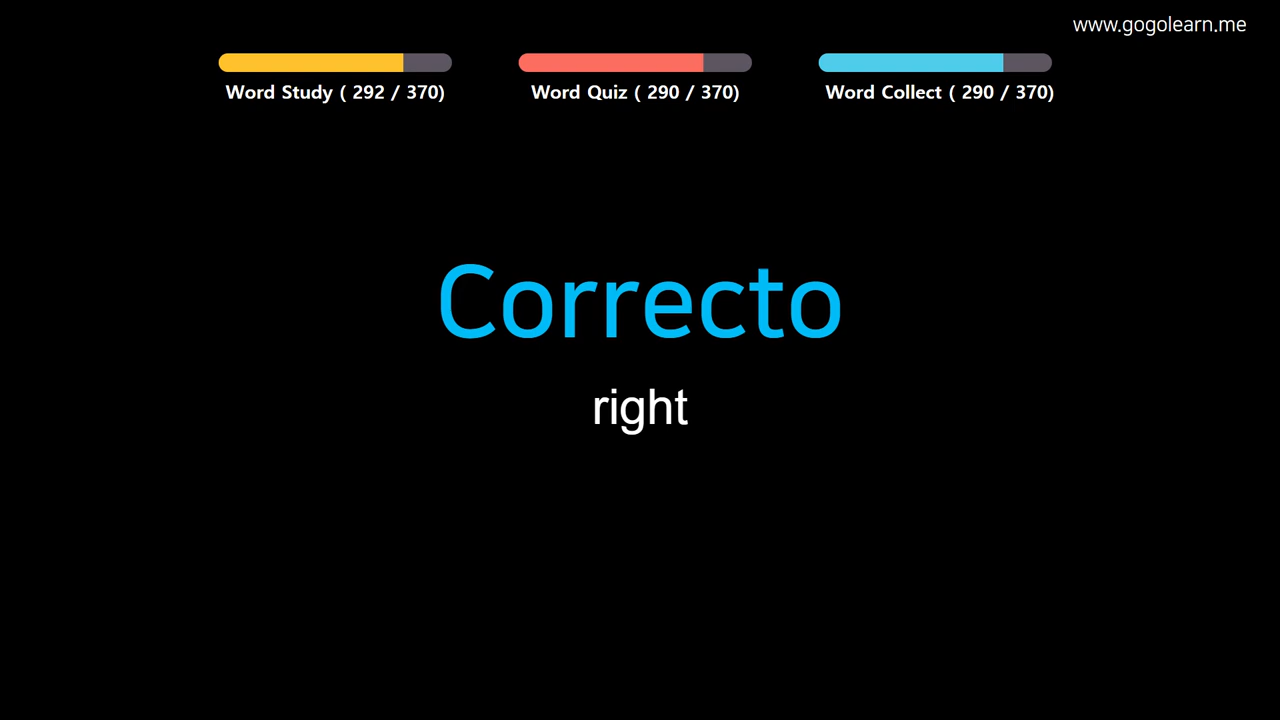 www.gogolearn.me
Word Study ( 292 / 370)
Word Quiz ( 290 / 370)
Word Collect ( 290 / 370)
Correcto
right